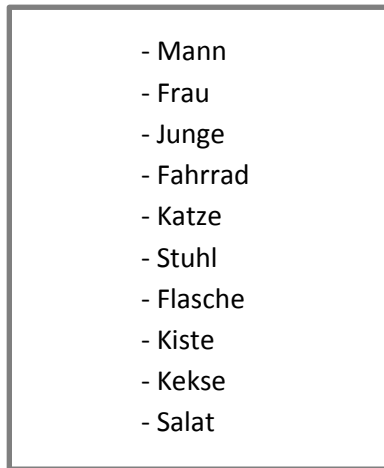 - Mann
- Frau
- Junge
- Fahrrad
- Katze
- Stuhl
- Flasche
- Kiste
- Kekse
- Salat